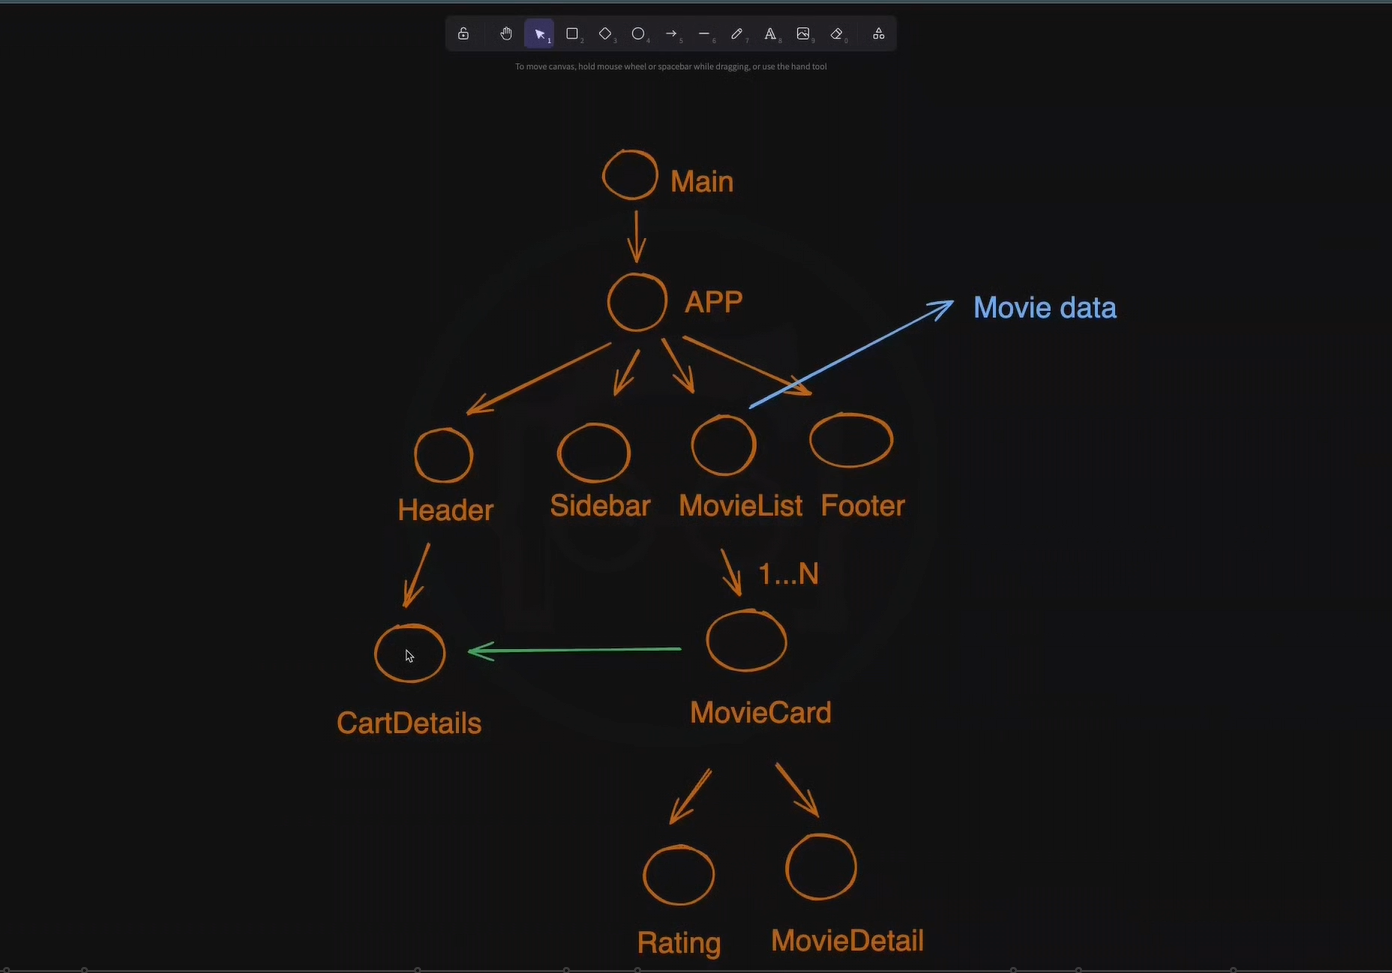 To move canvas, hold mouse wheel or spacebar while dragging, or use the hand tool
Main
APP
Movie data
Header
Sidebar
MovieList
Footer
1...N
CartDetails
MovieCard
Rating
MovieDetail